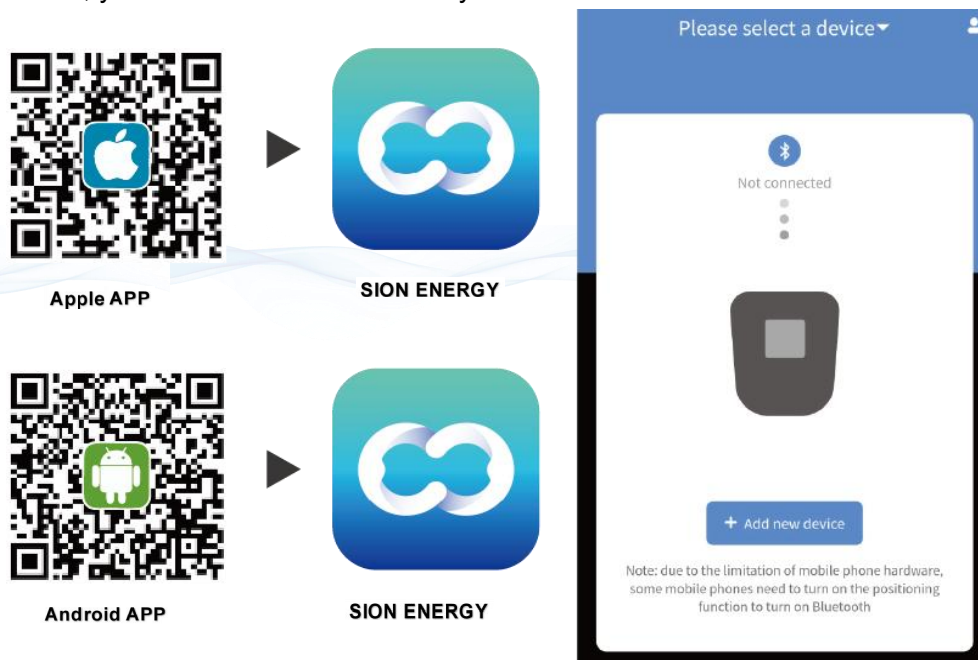 Please select a device
Not connected
Apple APP
SION ENERGY
Android APP
SION ENERGY
+ Add new device
Note: due to the limitation of mobile phone hardware,
some mobile phones need to turn on the positioning
function to turn on Bluetooth